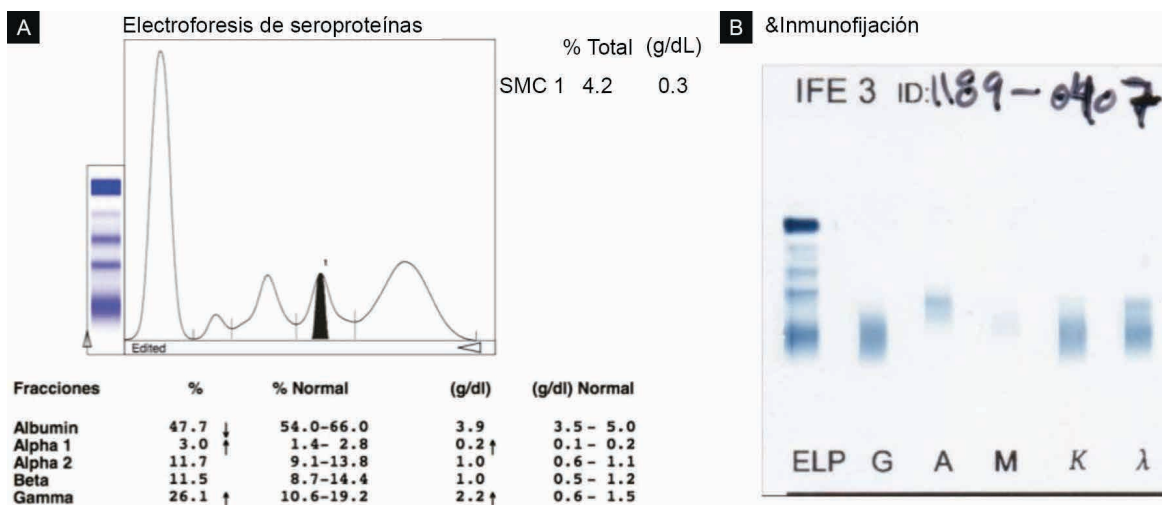 A Electroforesis de seroproteínas
% Total (g/dL)
SMC 1 4.2 0.3
1
Edited
Fracciones % % Normal (g/dl) (g/dl) Normal
Albumin 47.7 ↓ 54.0-66.0 3.9 3.5- 5.0
Alpha 1 3.0 ↑ 1.4- 2.8 0.2 ↑ 0.1- 0.2
Alpha 2 11.7 9.1-13.8 1.0 0.6- 1.1
Beta 11.5 8.7-14.4 1.0 0.5- 1.2
Gamma 26.1 ↑ 10.6-19.2 2.2 ↑ 0.6- 1.5
B &Inmunofijación
IFE 3 ID:1189-0407
ELP G A M K λ